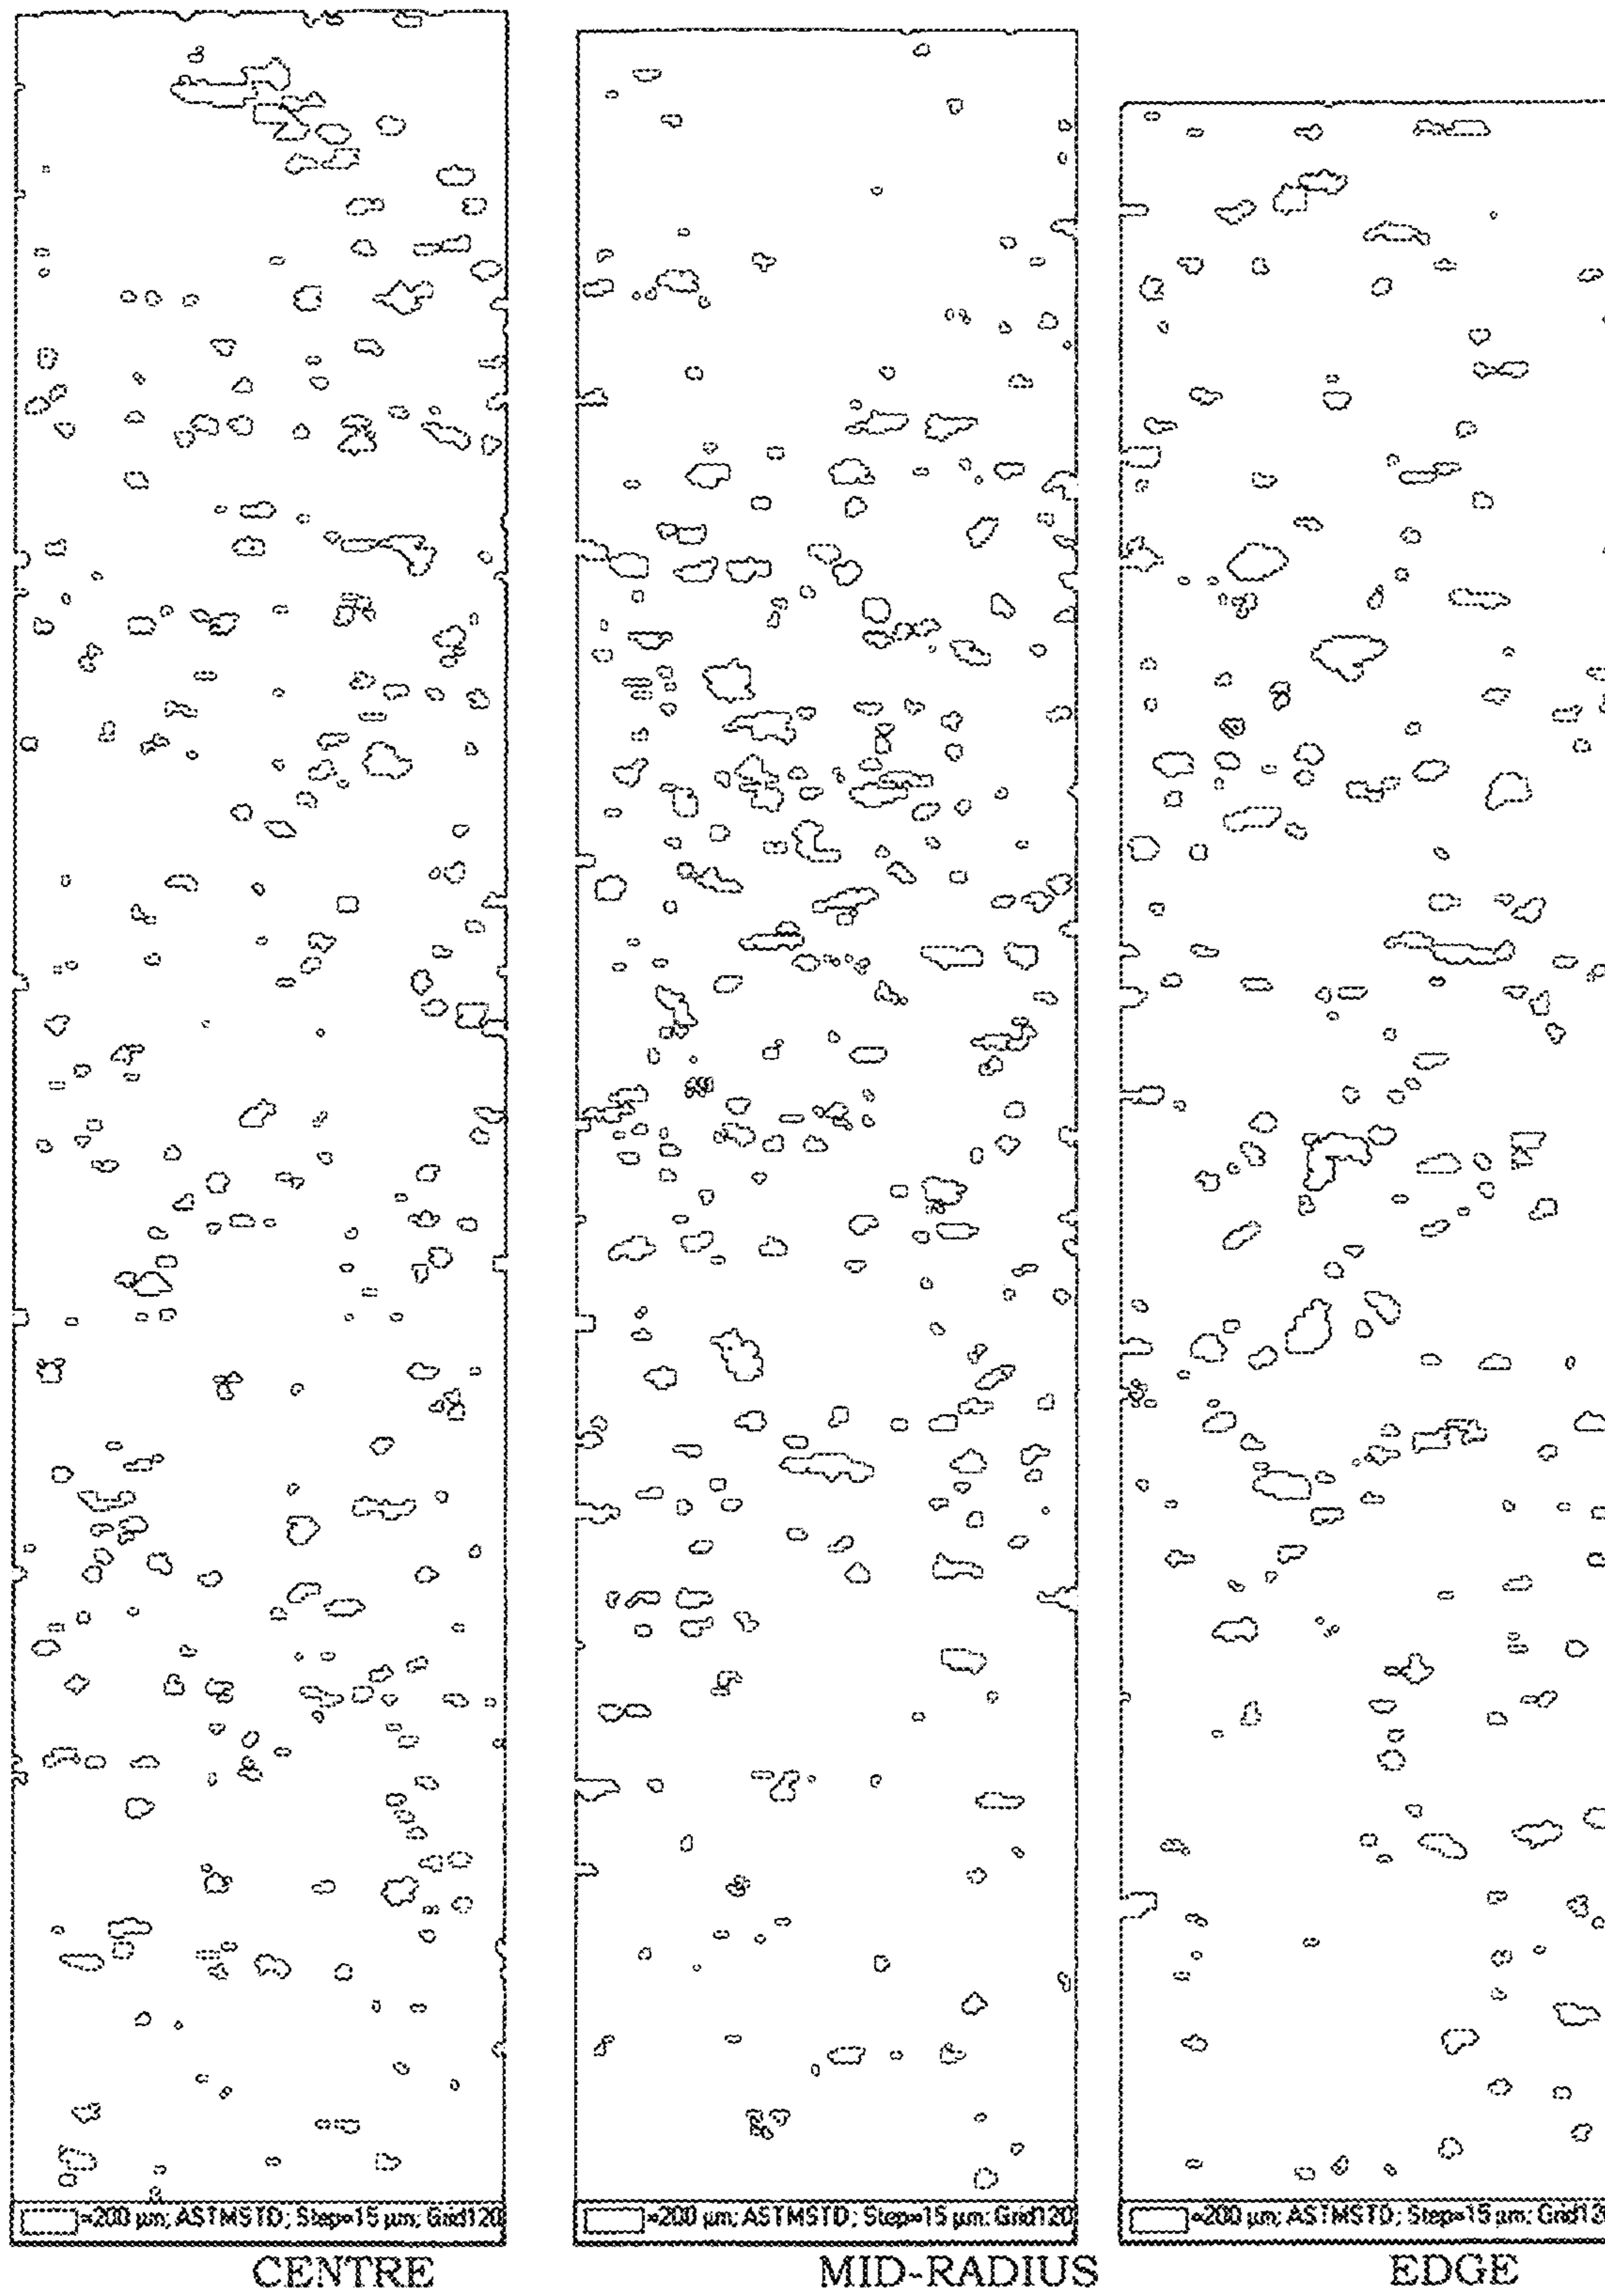 =200 µm; ASTMSTD; Step=15 µm; Grid120
=200 µm; ASTMSTD; Step=15 µm; Grid120
=200 µm; ASTMSTD; Step=15 µm; Grid12
CENTRE
MID-RADIUS
EDGE